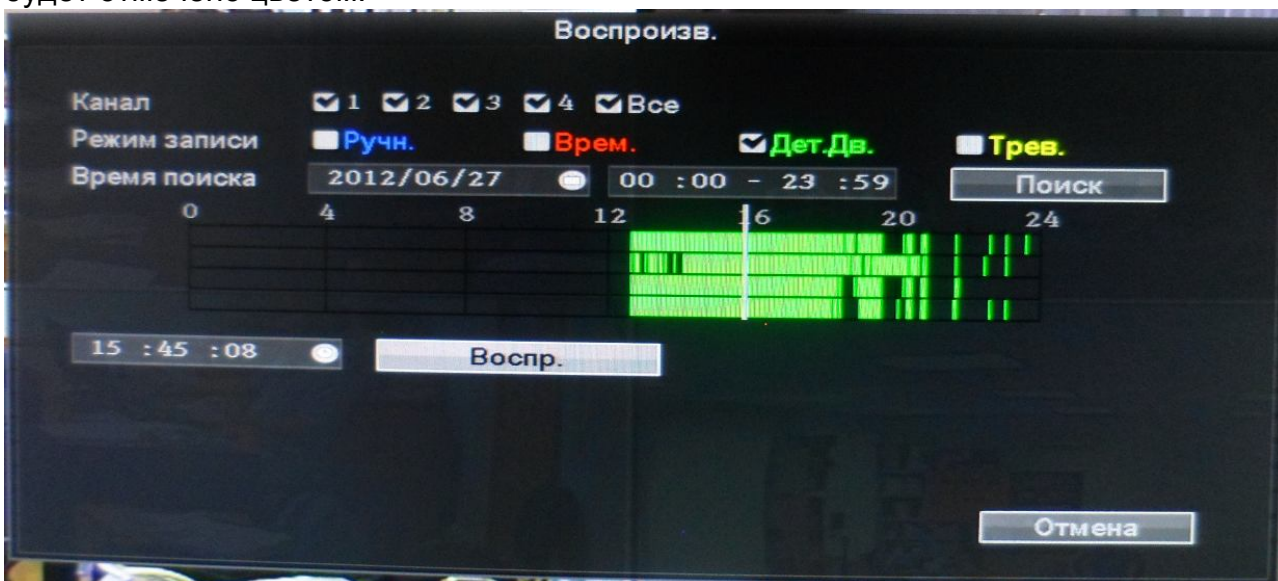 Воспроизв.
Канал 1 2 3 4 Все
Режим записи Ручн. Врем. Дет.Дв. Трев.
Время поиска 2012/06/27 00 :00 - 23 :59 Поиск
0 4 8 12 16 20 24
15 :45 :08 Воспр.
Отмена